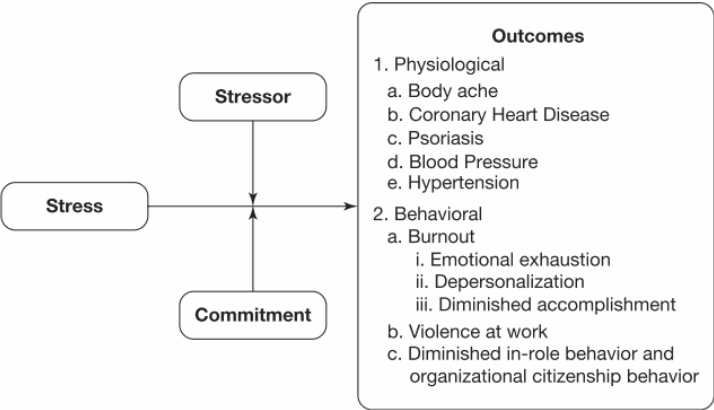 Outcomes
1. Physiological
a. Body ache
b. Coronary Heart Disease
c. Psoriasis
d. Blood Pressure
e. Hypertension
2. Behavioral
a. Burnout
i. Emotional exhaustion
ii. Depersonalization
iii. Diminished accomplishment
b. Violence at work
c. Diminished in-role behavior and
organizational citizenship behavior
Stressor
Stress
Commitment